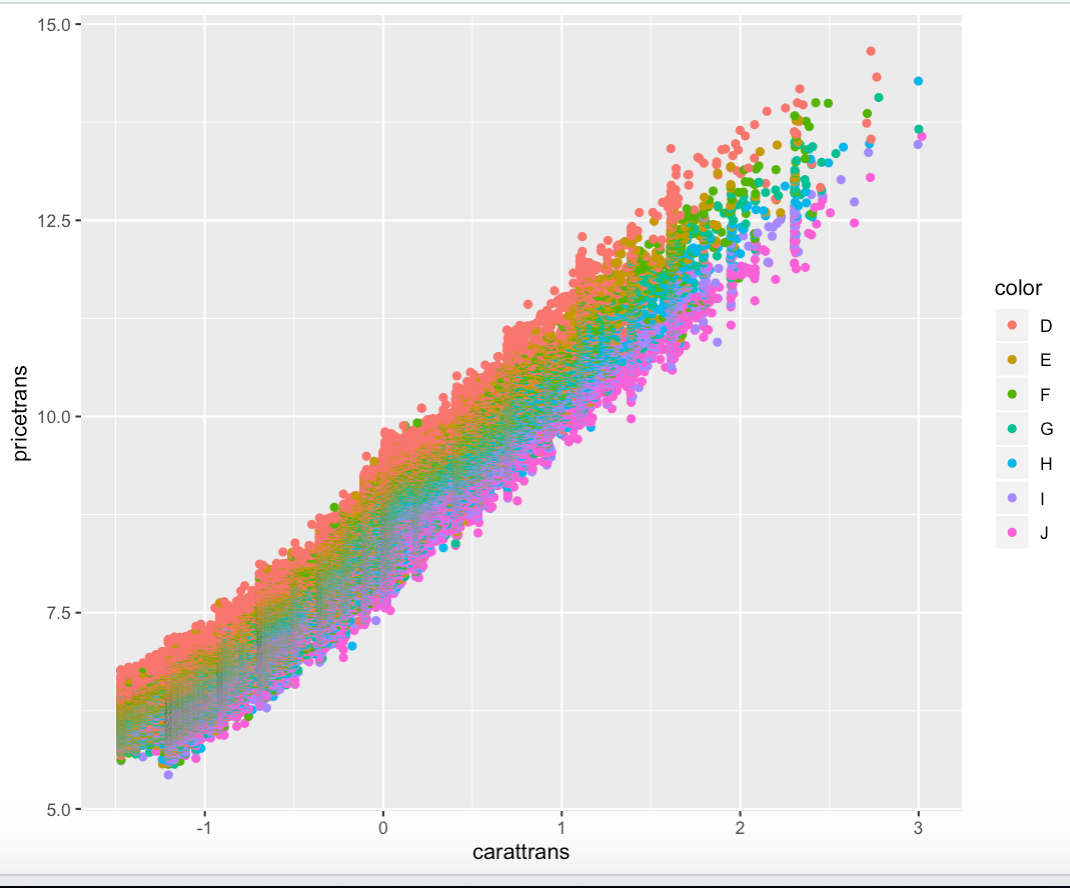 15.0
12.5
10.0
7.5
5.0
pricetrans
-1 0 1 2 3
carattrans
color
D
E
F
G
H
I
J